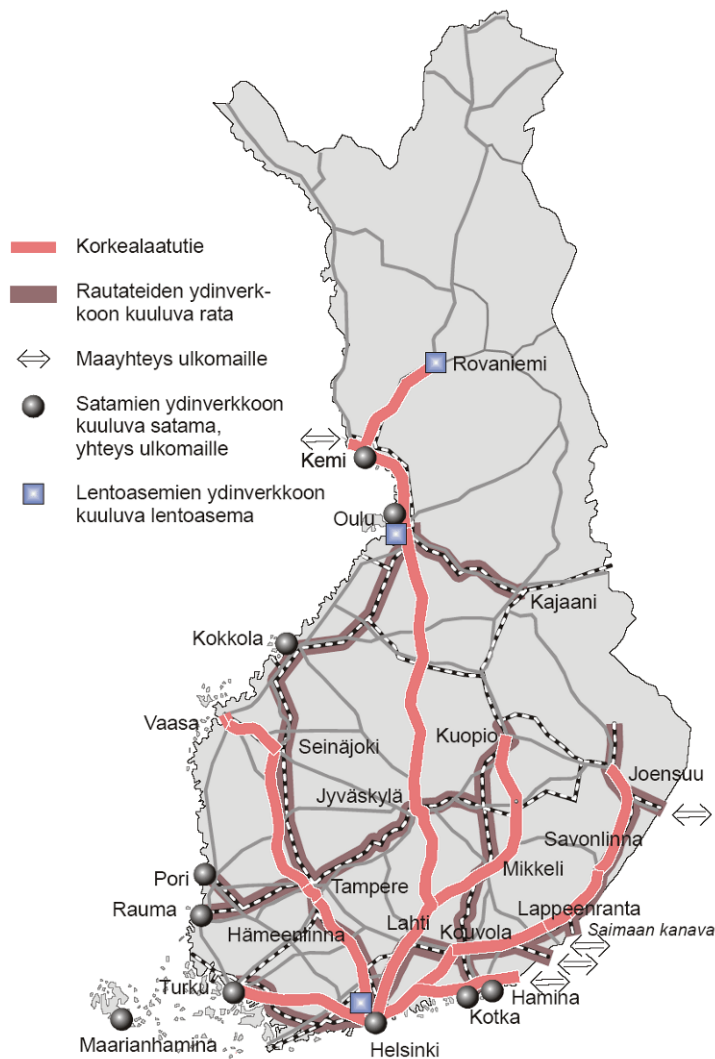 Korkealaatutie
Rautateiden ydinverk-
koon kuuluva rata
Maayhteys ulkomaille
Satamien ydinverkkoon
kuuluva satama,
yhteys ulkomaille
Lentoasemien ydinverkkoon
kuuluva lentoasema
Rovaniemi
Kemi
Oulu
Kajaani
Kokkola
Vaasa
Seinäjoki
Kuopio
Joensuu
Jyväskylä
Savonlinna
Mikkeli
Pori
Tampere
Rauma
Lahti
Lappeenranta
Hämeenlinna
Kouvola
Saimaan kanava
Turku
Hamina
Kotka
Maarianhamina
Helsinki